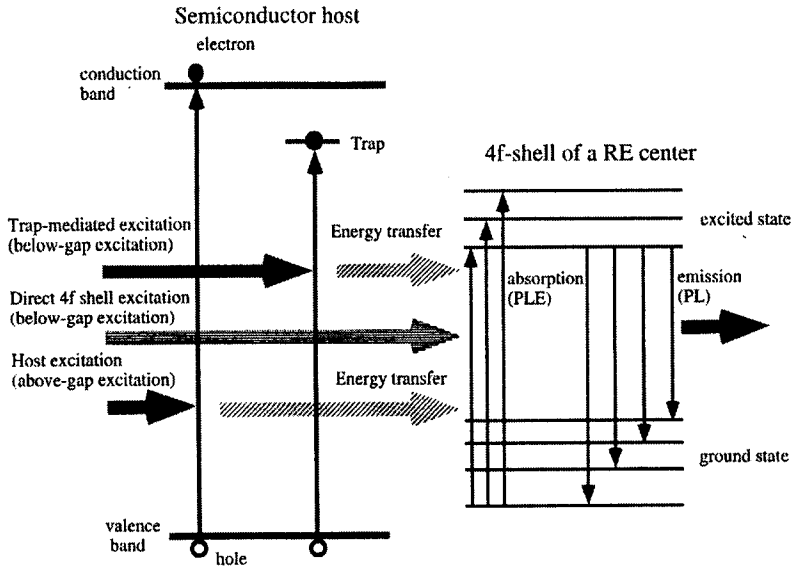 Semiconductor host
electron
conduction
band
Trap
4f-shell of a RE center
Trap-mediated excitation
(below-gap excitation)
Energy transfer
excited state
Direct 4f shell excitation
(below-gap excitation)
absorption
(PLE)
emission
(PL)
Host excitation
(above-gap excitation)
Energy transfer
ground state
valence
band
hole